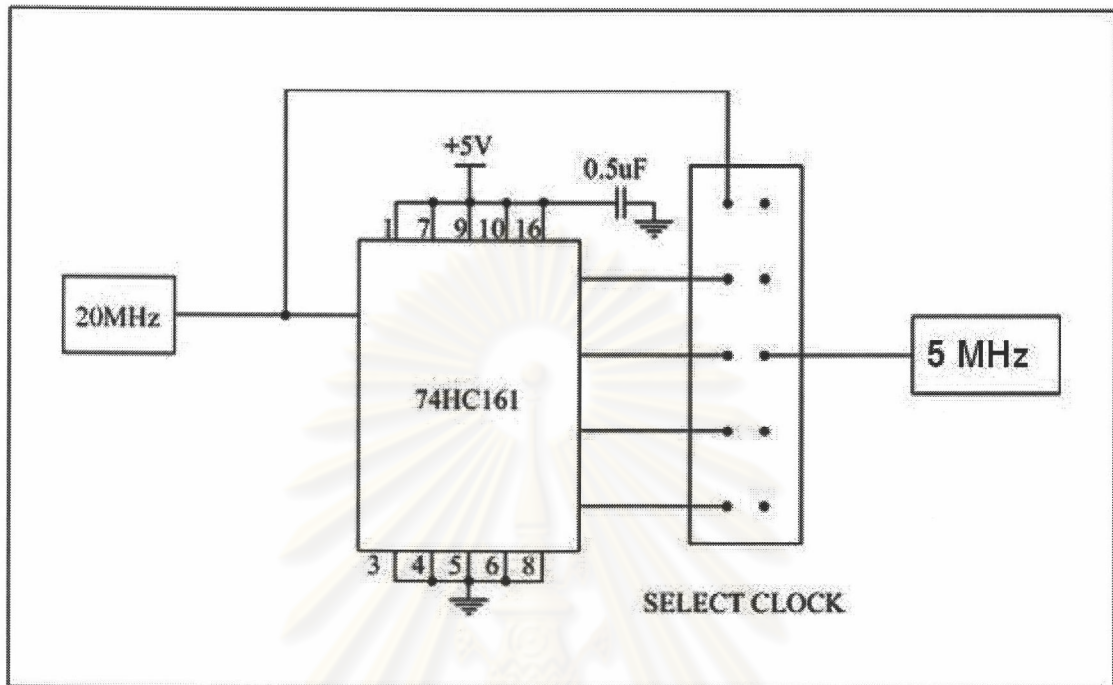 +5V
0.5uF
1 7 9 10 16
20MHz
5 MHz
74HC161
3 4 5 6 8
SELECT CLOCK